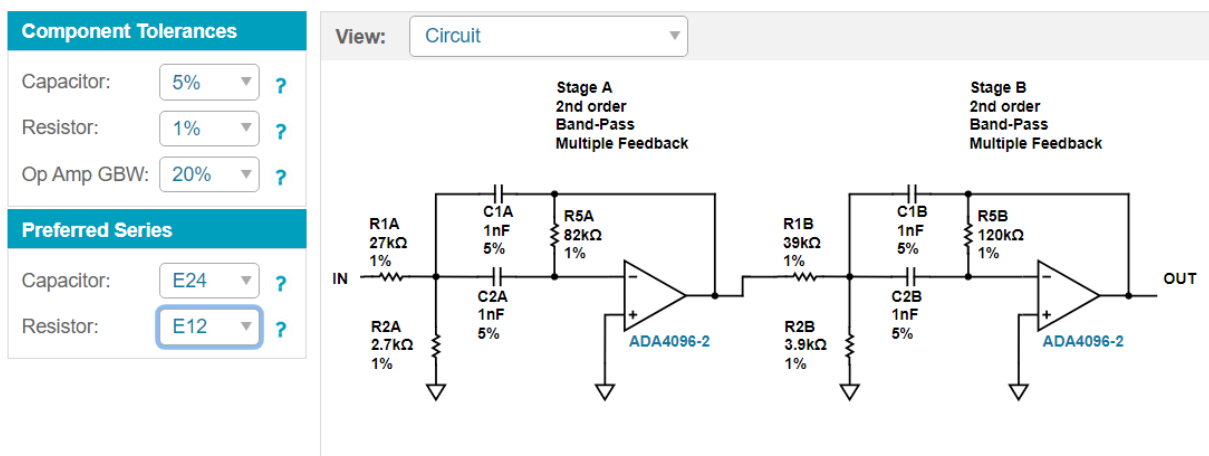 Component Tolerances
Capacitor: 5% ?
Resistor: 1% ?
Op Amp GBW: 20% ?
Preferred Series
Capacitor: E24 ?
Resistor: E12 ?
View: Circuit
Stage A
2nd order
Band-Pass
Multiple Feedback
Stage B
2nd order
Band-Pass
Multiple Feedback
IN
R1A
27kΩ
1%
R2A
2.7kΩ
1%
C1A
1nF
5%
C2A
1nF
5%
R5A
82kΩ
1%
ADA4096-2
R1B
39kΩ
1%
R2B
3.9kΩ
1%
C1B
1nF
5%
C2B
1nF
5%
R5B
120kΩ
1%
ADA4096-2
OUT